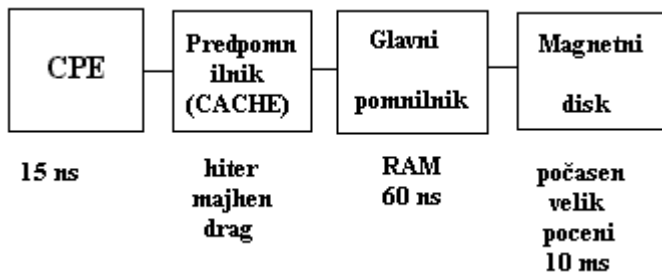 CPE
Predpomn
ilnik
(CACHE)
Glavni
pomnilnik
Magnetni
disk
15 ns
hiter
majhen
drag
RAM
60 ns
počasen
velik
poceni
10 ms